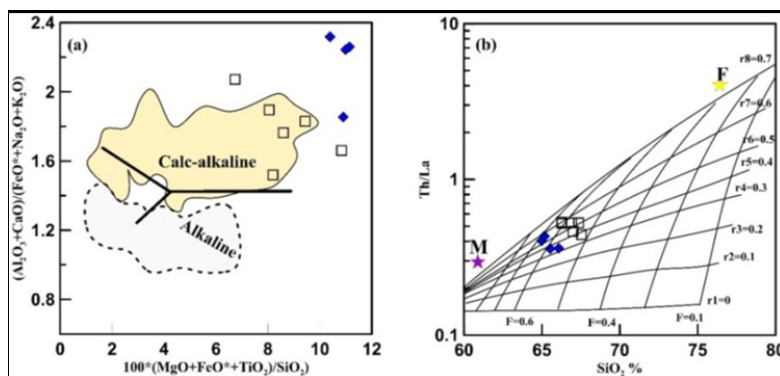 (a)
2.4
2
1.6
1.2
0.8
(Al₂O₃+CaO)/(FeO*+Na₂O+K₂O)
Calc-alkaline
Alkaline
0 2 4 6 8 10 12
100*(MgO+FeO*+TiO₂)/SiO₂)
(b)
10
1
0.1
Th/La
M
F
r8=0.7
r7=0.6
r6=0.5
r5=0.4
r4=0.3
r3=0.2
r2=0.1
r1=0
F=0.6 F=0.4 F=0.1
60 65 70 75 80
SiO₂ %